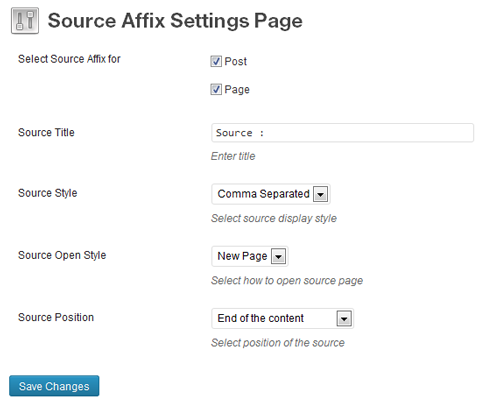 Source Affix Settings Page
Select Source Affix for
Post
Page
Source Title
Source :
Enter title
Source Style
Comma Separated
Select source display style
Source Open Style
New Page
Select how to open source page
Source Position
End of the content
Select position of the source
Save Changes